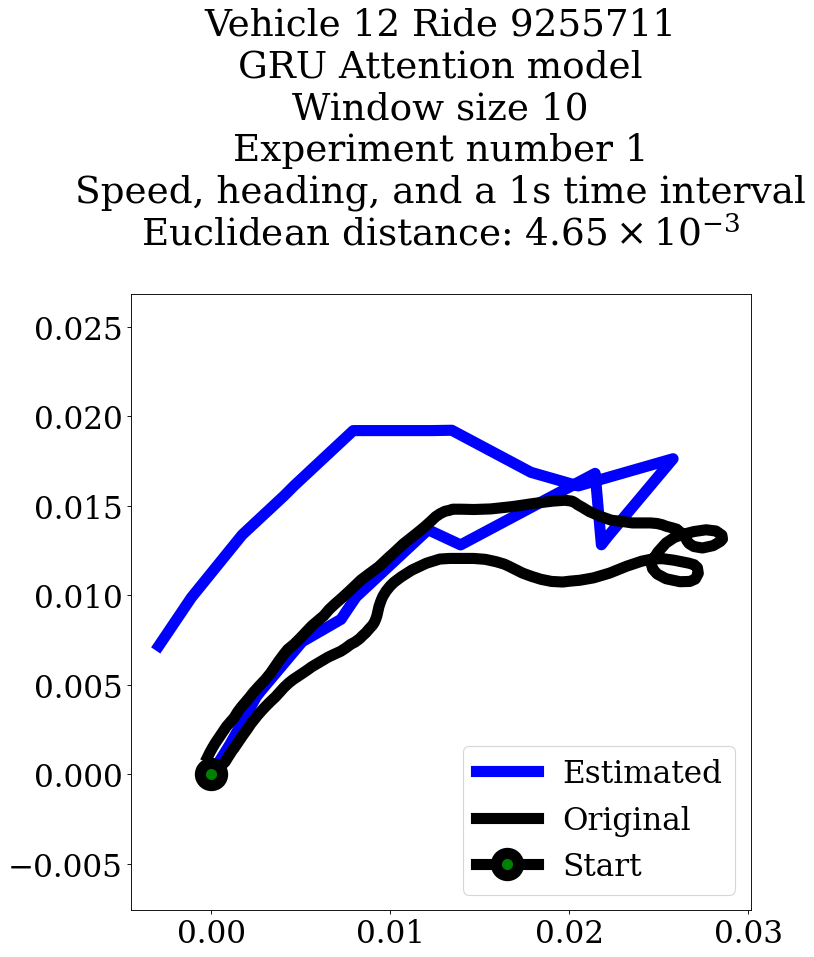 Vehicle 12 Ride 9255711
GRU Attention model
Window size 10
Experiment number 1
Speed, heading, and a 1s time interval
Euclidean distance: 4.65 × 10⁻³
0.025
0.020
0.015
0.010
0.005
0.000
−0.005
Estimated
Original
Start
0.00 0.01 0.02 0.03